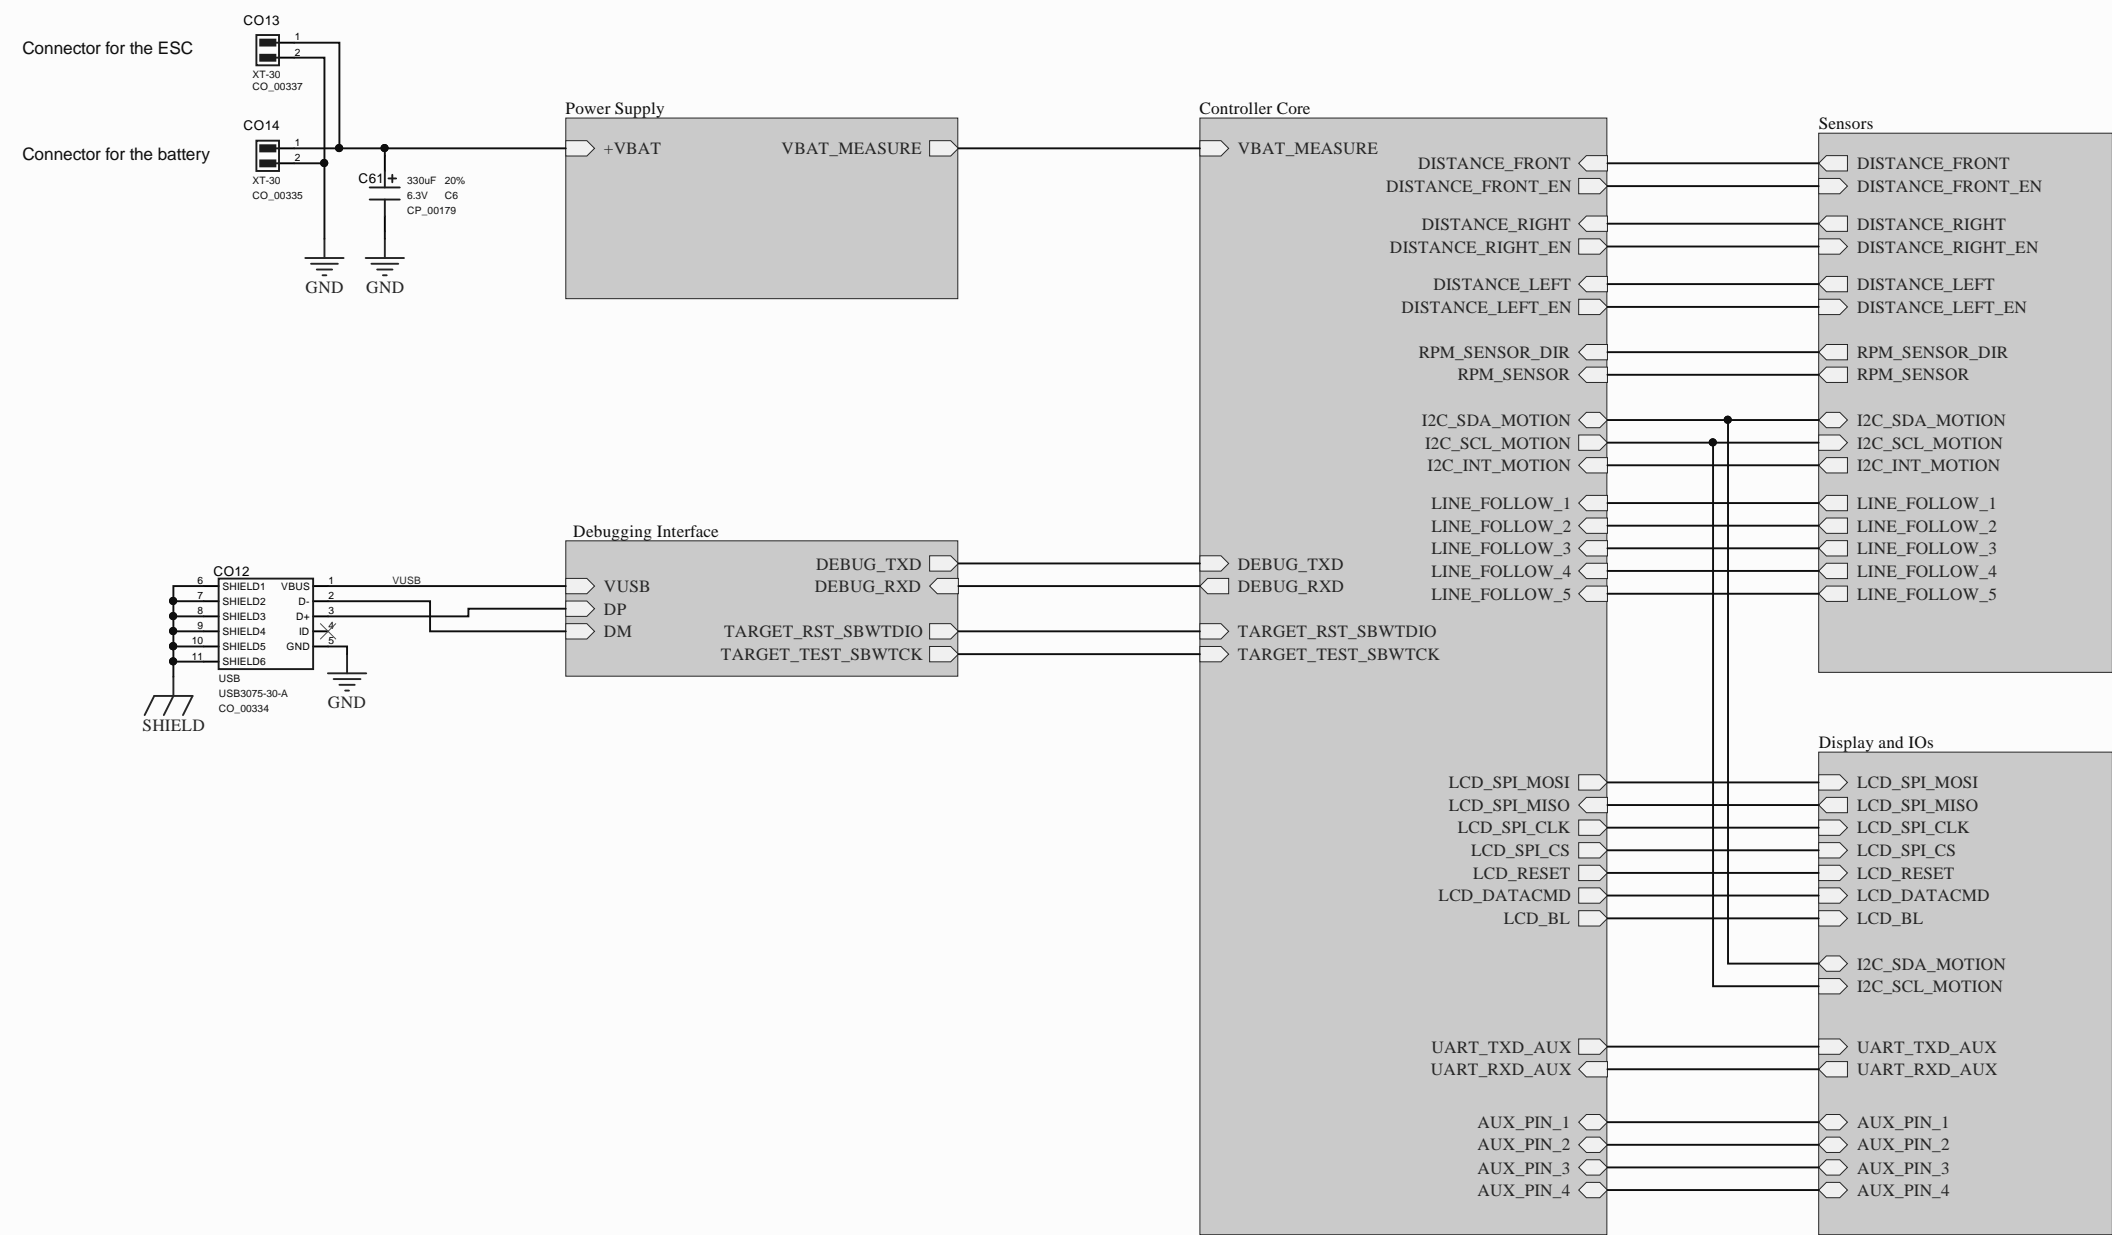 CO13
Connector for the ESC
1
2
XT-30
CO_00337
CO14
Connector for the battery
1
2
XT-30
CO_00335
C61
+
330uF 20%
6.3V C6
CP_00179
GND
GND
Power Supply
+VBAT
VBAT_MEASURE
Debugging Interface
VUSB
DP
DM
DEBUG_TXD
DEBUG_RXD
TARGET_RST_SBWTDIO
TARGET_TEST_SBWTCK
CO12
6 SHIELD1 VBUS 1
7 SHIELD2 D- 2
8 SHIELD3 D+ 3
9 SHIELD4 ID 4
10 SHIELD5 GND 5
11 SHIELD6
VUSB
USB
USB3075-30-A
CO_00334
SHIELD
GND
Controller Core
VBAT_MEASURE
DEBUG_TXD
DEBUG_RXD
TARGET_RST_SBWTDIO
TARGET_TEST_SBWTCK
DISTANCE_FRONT
DISTANCE_FRONT_EN
DISTANCE_RIGHT
DISTANCE_RIGHT_EN
DISTANCE_LEFT
DISTANCE_LEFT_EN
RPM_SENSOR_DIR
RPM_SENSOR
I2C_SDA_MOTION
I2C_SCL_MOTION
I2C_INT_MOTION
LINE_FOLLOW_1
LINE_FOLLOW_2
LINE_FOLLOW_3
LINE_FOLLOW_4
LINE_FOLLOW_5
LCD_SPI_MOSI
LCD_SPI_MISO
LCD_SPI_CLK
LCD_SPI_CS
LCD_RESET
LCD_DATACMD
LCD_BL
UART_TXD_AUX
UART_RXD_AUX
AUX_PIN_1
AUX_PIN_2
AUX_PIN_3
AUX_PIN_4
Sensors
DISTANCE_FRONT
DISTANCE_FRONT_EN
DISTANCE_RIGHT
DISTANCE_RIGHT_EN
DISTANCE_LEFT
DISTANCE_LEFT_EN
RPM_SENSOR_DIR
RPM_SENSOR
I2C_SDA_MOTION
I2C_SCL_MOTION
I2C_INT_MOTION
LINE_FOLLOW_1
LINE_FOLLOW_2
LINE_FOLLOW_3
LINE_FOLLOW_4
LINE_FOLLOW_5
Display and IOs
LCD_SPI_MOSI
LCD_SPI_MISO
LCD_SPI_CLK
LCD_SPI_CS
LCD_RESET
LCD_DATACMD
LCD_BL
I2C_SDA_MOTION
I2C_SCL_MOTION
UART_TXD_AUX
UART_RXD_AUX
AUX_PIN_1
AUX_PIN_2
AUX_PIN_3
AUX_PIN_4